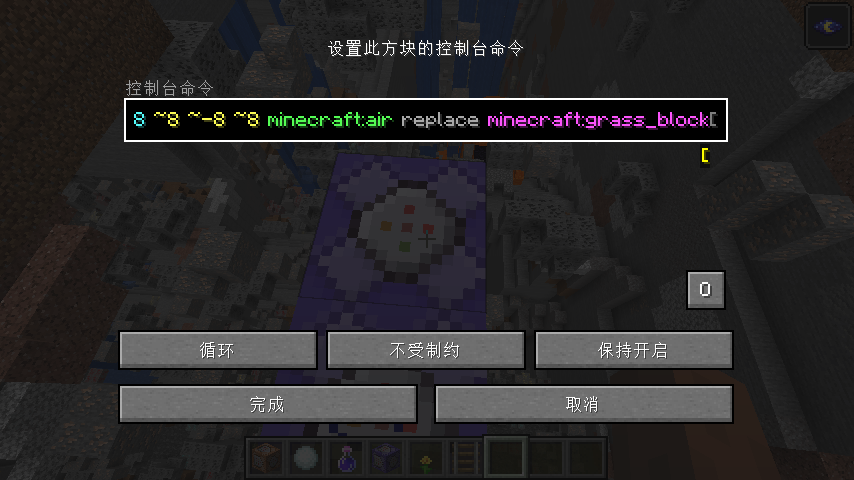 设置此方块的控制台命令
控制台命令
8 ~8 ~-8 ~8 minecraft:air replace minecraft:grass_block[
[
O
循环 不受制约 保持开启
完成 取消